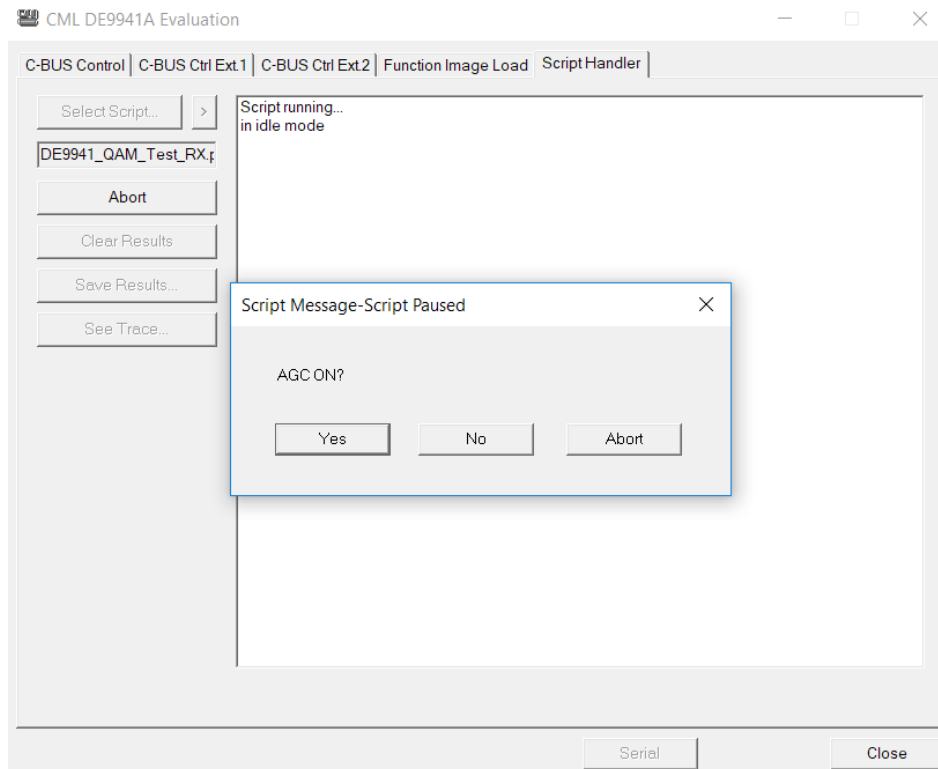 CML DE9941A Evaluation
C-BUS Control
C-BUS Ctrl Ext.1
C-BUS Ctrl Ext.2
Function Image Load
Script Handler
Select Script...
>
DE9941_QAM_Test_RX.p
Abort
Clear Results
Save Results...
See Trace...
Script running...
in idle mode
Script Message-Script Paused
AGC ON?
Yes
No
Abort
Serial
Close